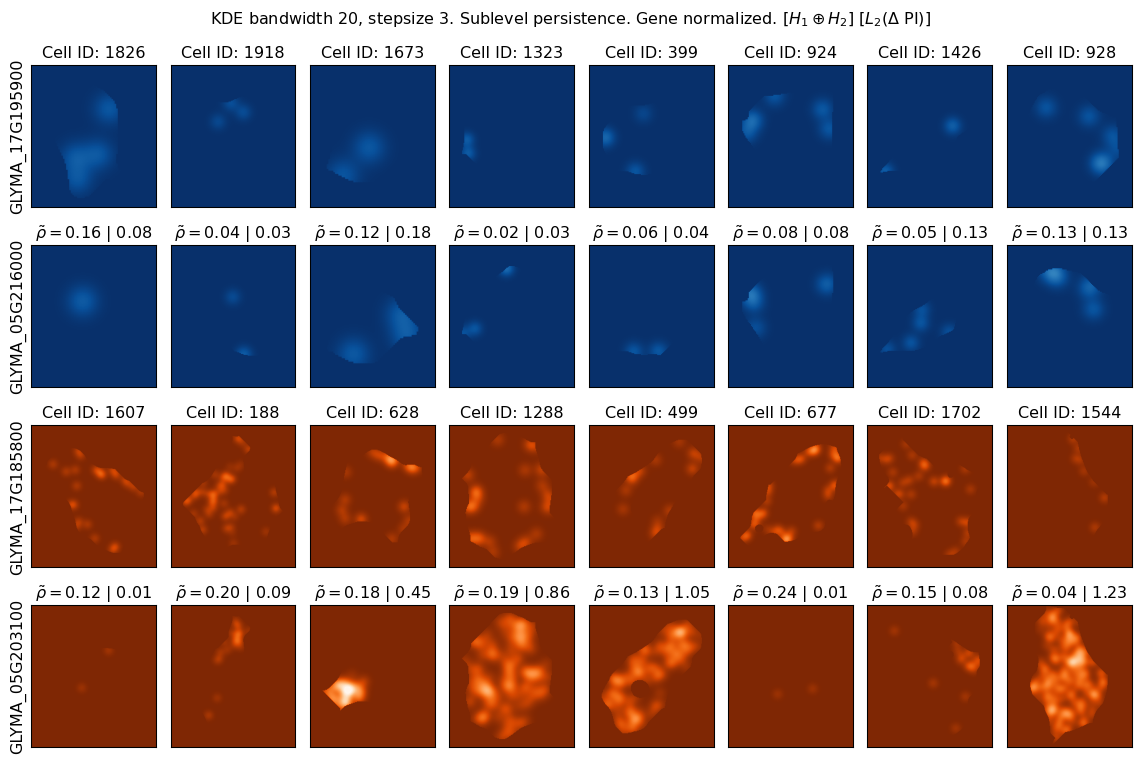 KDE bandwidth 20, stepsize 3. Sublevel persistence. Gene normalized. [$H_1 \oplus H_2$] [$L_2(\Delta$ PI)]
Cell ID: 1826 Cell ID: 1918 Cell ID: 1673 Cell ID: 1323 Cell ID: 399 Cell ID: 924 Cell ID: 1426 Cell ID: 928
GLYMA_17G195900
ρ̃ = 0.16 | 0.08 ρ̃ = 0.04 | 0.03 ρ̃ = 0.12 | 0.18 ρ̃ = 0.02 | 0.03 ρ̃ = 0.06 | 0.04 ρ̃ = 0.08 | 0.08 ρ̃ = 0.05 | 0.13 ρ̃ = 0.13 | 0.13
GLYMA_05G216000
Cell ID: 1607 Cell ID: 188 Cell ID: 628 Cell ID: 1288 Cell ID: 499 Cell ID: 677 Cell ID: 1702 Cell ID: 1544
GLYMA_17G185800
ρ̃ = 0.12 | 0.01 ρ̃ = 0.20 | 0.09 ρ̃ = 0.18 | 0.45 ρ̃ = 0.19 | 0.86 ρ̃ = 0.13 | 1.05 ρ̃ = 0.24 | 0.01 ρ̃ = 0.15 | 0.08 ρ̃ = 0.04 | 1.23
GLYMA_05G203100